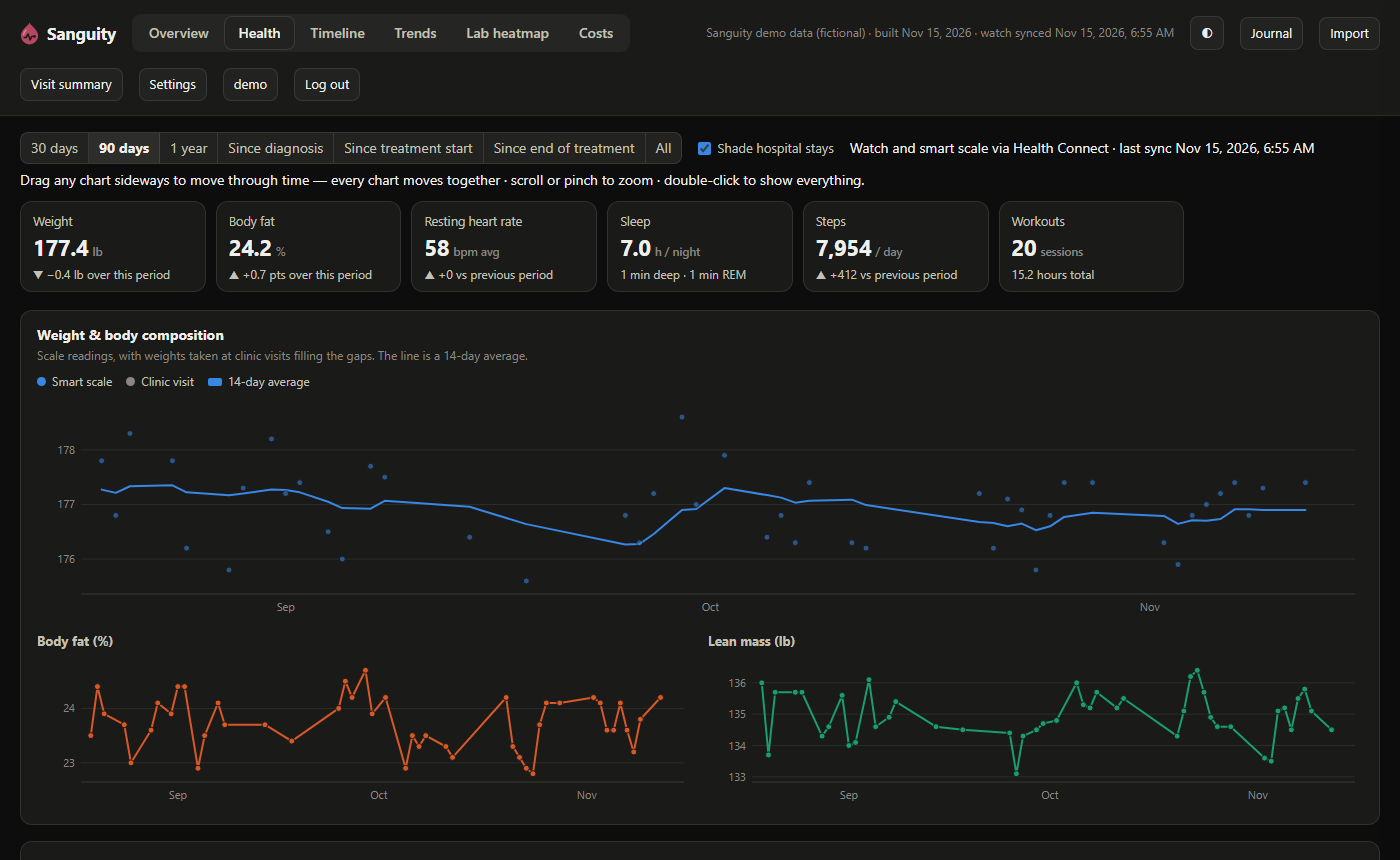 Sanguity
Overview
Health
Timeline
Trends
Lab heatmap
Costs
Sanguity demo data (fictional) · built Nov 15, 2026 · watch synced Nov 15, 2026, 6:55 AM
Journal
Import
Visit summary
Settings
demo
Log out
30 days
90 days
1 year
Since diagnosis
Since treatment start
Since end of treatment
All
Shade hospital stays
Watch and smart scale via Health Connect · last sync Nov 15, 2026, 6:55 AM
Drag any chart sideways to move through time — every chart moves together · scroll or pinch to zoom · double-click to show everything.
Weight
177.4 lb
▼ −0.4 lb over this period
Body fat
24.2 %
▲ +0.7 pts over this period
Resting heart rate
58 bpm avg
▲ +0 vs previous period
Sleep
7.0 h / night
1 min deep · 1 min REM
Steps
7,954 / day
▲ +412 vs previous period
Workouts
20 sessions
15.2 hours total
Weight & body composition
Scale readings, with weights taken at clinic visits filling the gaps. The line is a 14-day average.
Smart scale
Clinic visit
14-day average
178
177
176
Sep
Oct
Nov
Body fat (%)
24
23
Sep
Oct
Nov
Lean mass (lb)
136
135
134
133
Sep
Oct
Nov